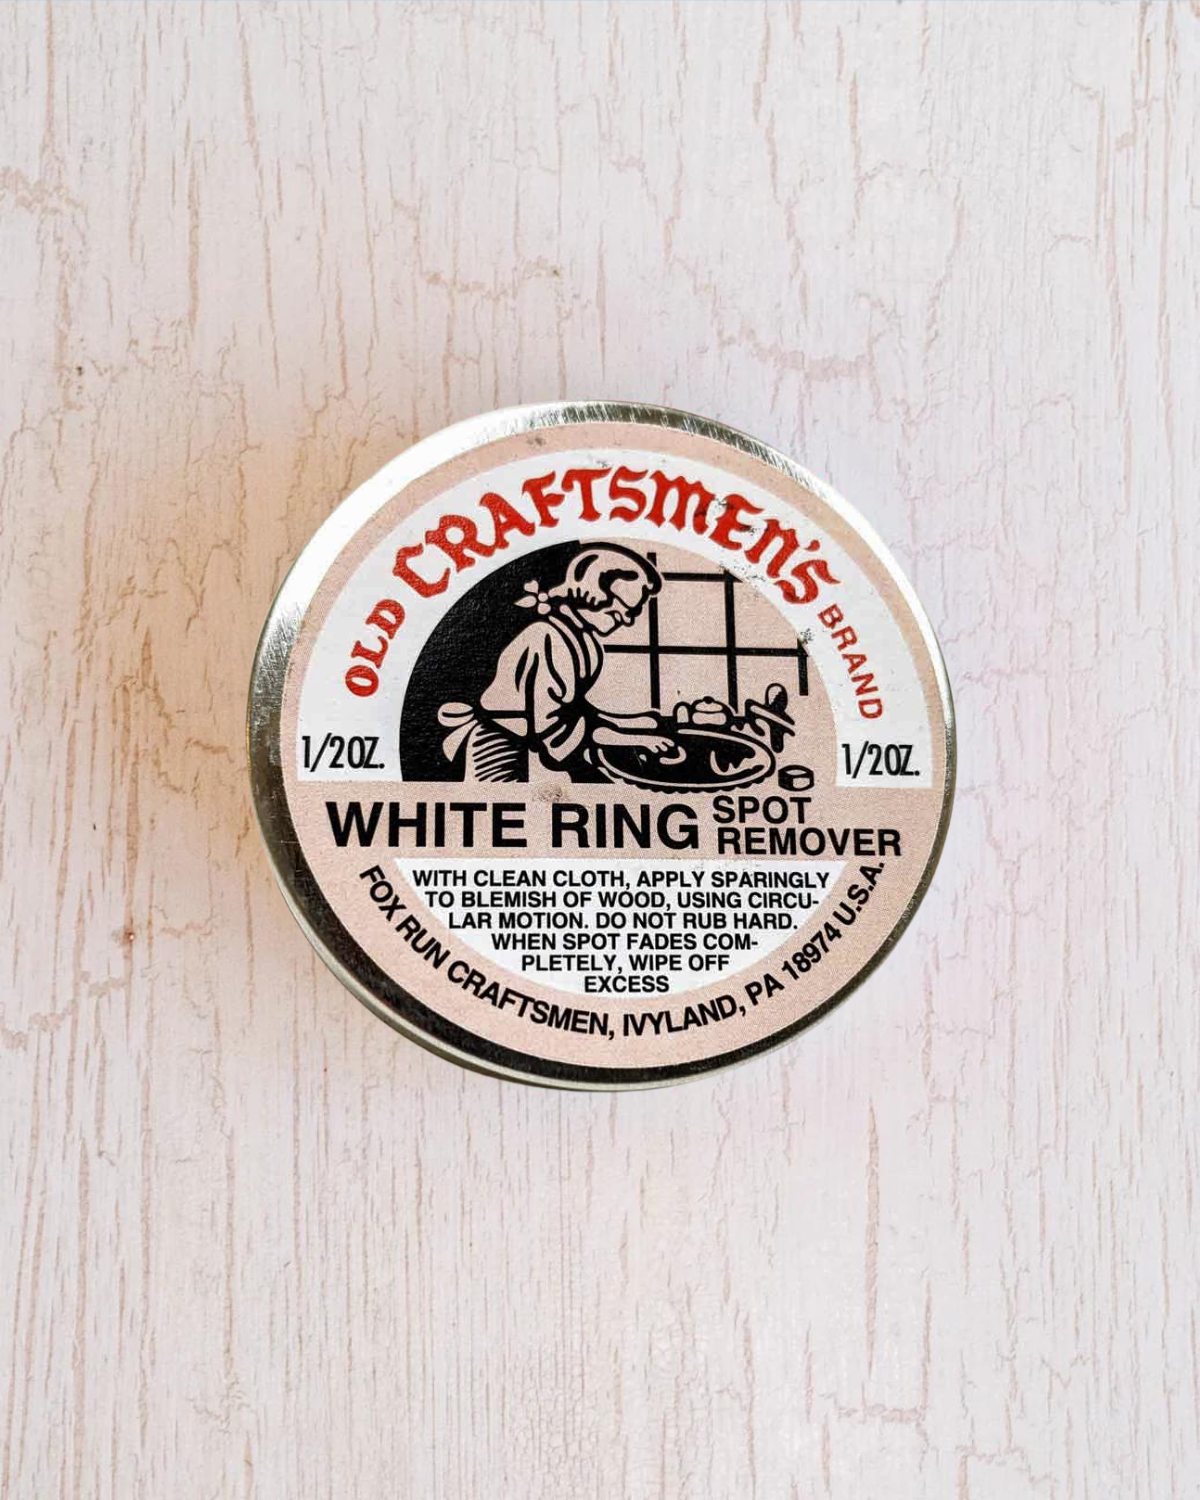 OLD CRAFTSMEN'S BRAND
1/2OZ.
1/2OZ.
WHITE RING SPOT
REMOVER
WITH CLEAN CLOTH, APPLY SPARINGLY
TO BLEMISH OF WOOD, USING CIRCU-
LAR MOTION. DO NOT RUB HARD.
WHEN SPOT FADES COM-
PLETELY, WIPE OFF
EXCESS
FOX RUN CRAFTSMEN, IVYLAND, PA 18974 U.S.A.